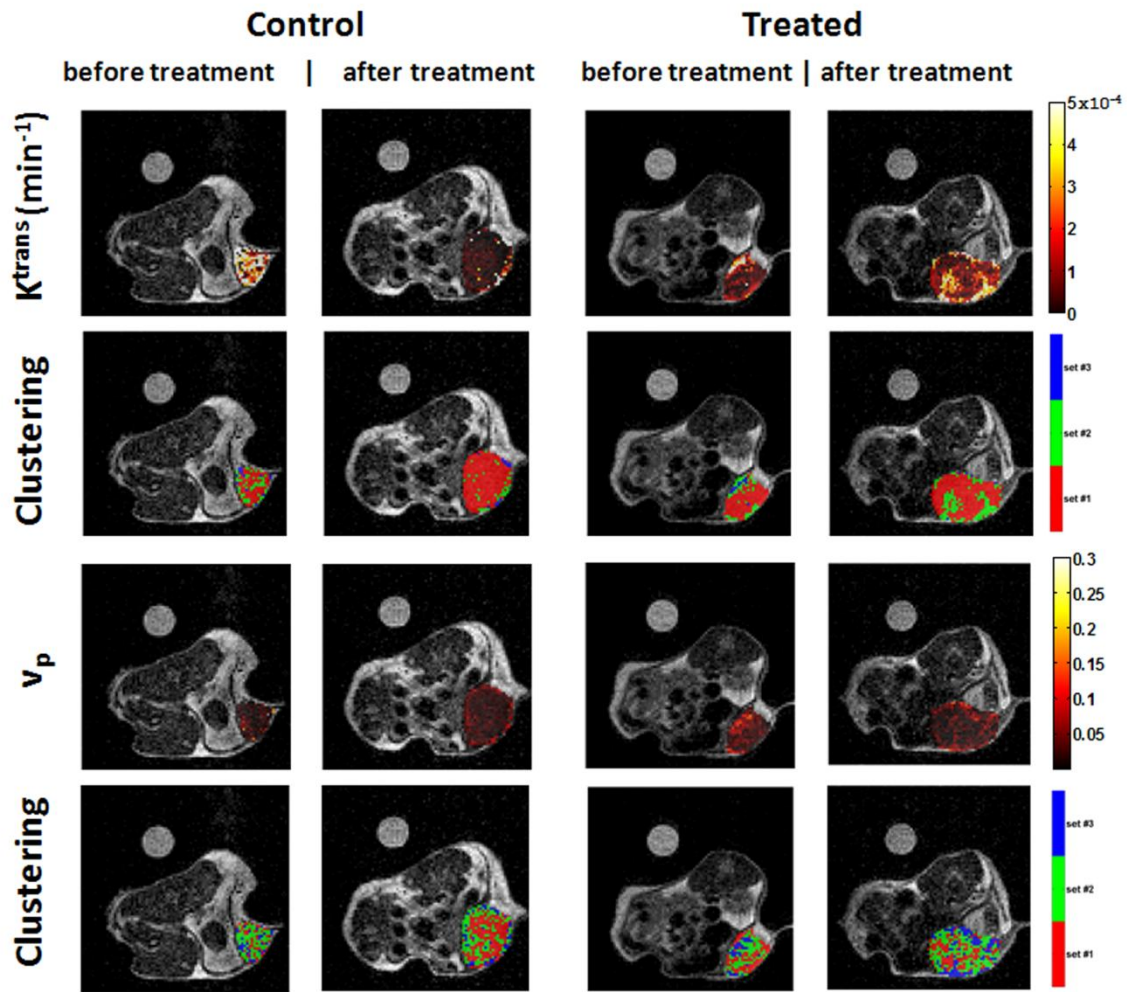 Control Treated
before treatment | after treatment before treatment | after treatment
K^trans (min^-1)
5x10^-4
4
3
2
1
0
Clustering
set #3
set #2
set #1
v_p
0.3
0.25
0.2
0.15
0.1
0.05
Clustering
set #3
set #2
set #1